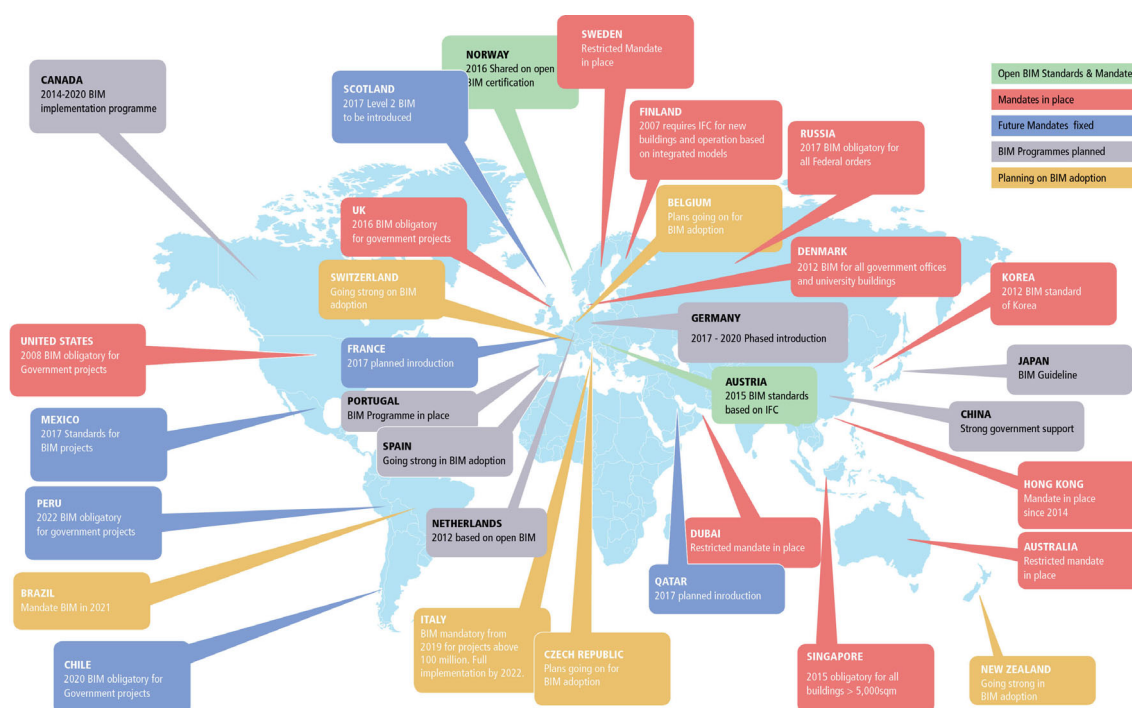 CANADA
2014-2020 BIM
implementation programme
SCOTLAND
2017 Level 2 BIM
to be introduced
NORWAY
2016 Shared on open
BIM certification
SWEDEN
Restricted Mandate
in place
FINLAND
2007 requires IFC for new
buildings and operation based
on integrated models
RUSSIA
2017 BIM obligatory for
all Federal orders
Open BIM Standards & Mandate
Mandates in place
Future Mandates fixed
BIM Programmes planned
Planning on BIM adoption
UK
2016 BIM obligatory
for government projects
BELGIUM
Plans going on for
BIM adoption
SWITZERLAND
Going strong on BIM
adoption
DENMARK
2012 BIM for all government offices
and university buildings
KOREA
2012 BIM standard
of Korea
UNITED STATES
2008 BIM obligatory for
Government projects
FRANCE
2017 planned inroduction
GERMANY
2017 - 2020 Phased introduction
JAPAN
BIM Guideline
MEXICO
2017 Standards for
BIM projects
PORTUGAL
BIM Programme in place
AUSTRIA
2015 BIM standards
based on IFC
CHINA
Strong government support
SPAIN
Going strong in BIM adoption
HONG KONG
Mandate in place
since 2014
PERU
2022 BIM obligatory
for government projects
NETHERLANDS
2012 based on open BIM
DUBAI
Restricted mandate in place
AUSTRALIA
Restricted mandate
in place
BRAZIL
Mandate BIM in 2021
QATAR
2017 planned inroduction
ITALY
BIM mandatory from
2019 for projects above
100 million. Full
implementation by 2022.
CZECH REPUBLIC
Plans going on for
BIM adoption
CHILE
2020 BIM obligatory for
Government projects
SINGAPORE
2015 obligatory for all
buildings > 5,000sqm
NEW ZEALAND
Going strong in
BIM adoption